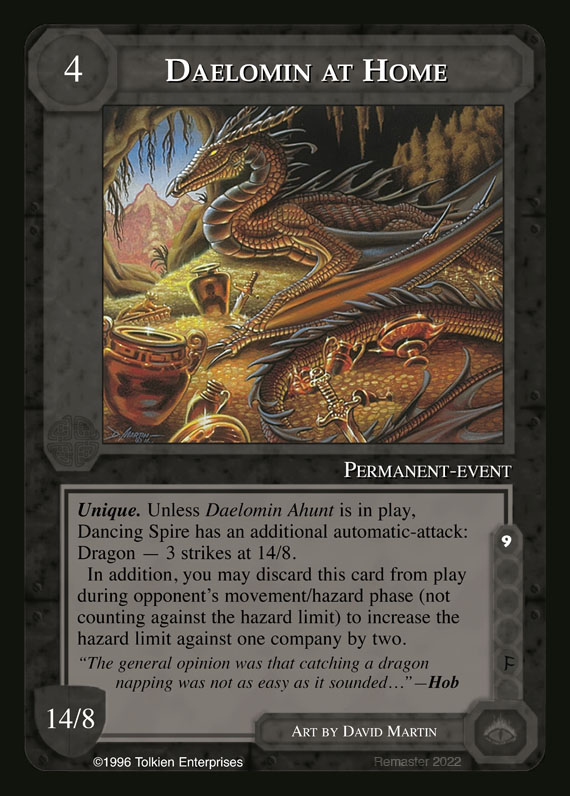 4
DAELOMIN AT HOME
PERMANENT-EVENT
Unique. Unless Daelomin Ahunt is in play,
Dancing Spire has an additional automatic-attack:
Dragon — 3 strikes at 14/8.
In addition, you may discard this card from play
during opponent's movement/hazard phase (not
counting against the hazard limit) to increase the
hazard limit against one company by two.
“The general opinion was that catching a dragon
napping was not as easy as it sounded…”—Hob
9
14/8
ART BY DAVID MARTIN
©1996 Tolkien Enterprises
Remaster 2022